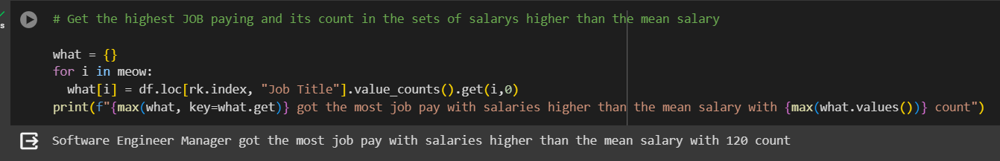 # Get the highest JOB paying and its count in the sets of salarys higher than the mean salary
s
what = {}
for i in meow:
  what[i] = df.loc[rk.index, "Job Title"].value_counts().get(i,0)
print(f"{max(what, key=what.get)} got the most job pay with salaries higher than the mean salary with {max(what.values())} count")
Software Engineer Manager got the most job pay with salaries higher than the mean salary with 120 count